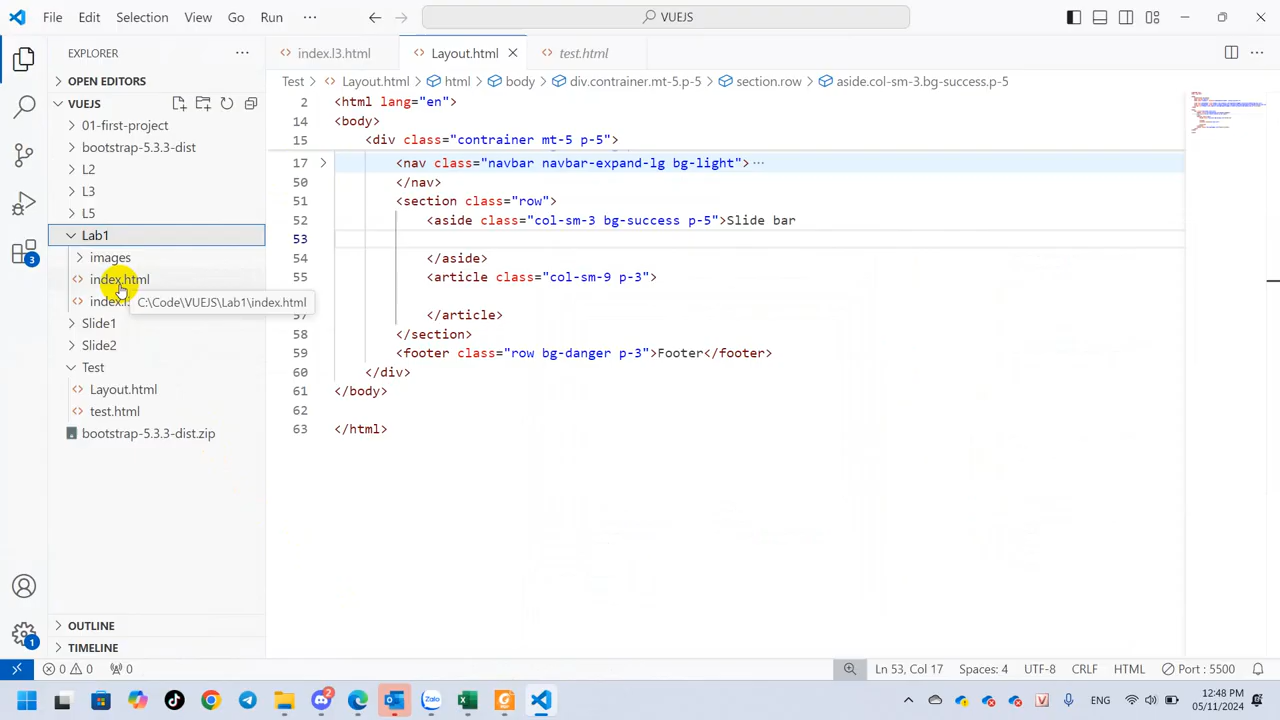 File Edit Selection View Go Run ··· VUEJS
EXPLORER ···
index.l3.html Layout.html test.html ···
OPEN EDITORS
Test > Layout.html > html > body > div.contrainer.mt-5.p-5 > section.row > aside.col-sm-3.bg-success.p-5
VUEJS
01-first-project
bootstrap-5.3.3-dist
L2
L3
L5
Lab1
images
index.html
index.l
C:\Code\VUEJS\Lab1\index.html
Slide1
Slide2
Test
Layout.html
test.html
bootstrap-5.3.3-dist.zip
OUTLINE
TIMELINE
2 <html lang="en">
14 <body>
15 <div class="contrainer mt-5 p-5">
17 <nav class="navbar navbar-expand-lg bg-light"> ···
50 </nav>
51 <section class="row">
52 <aside class="col-sm-3 bg-success p-5">Slide bar
53
54 </aside>
55 <article class="col-sm-9 p-3">
57 </article>
58 </section>
59 <footer class="row bg-danger p-3">Footer</footer>
60 </div>
61 </body>
62
63 </html>
3
1
0 0 0 Ln 53, Col 17 Spaces: 4 UTF-8 CRLF HTML Port : 5500
2 Zalo V ENG 12:48 PM
05/11/2024